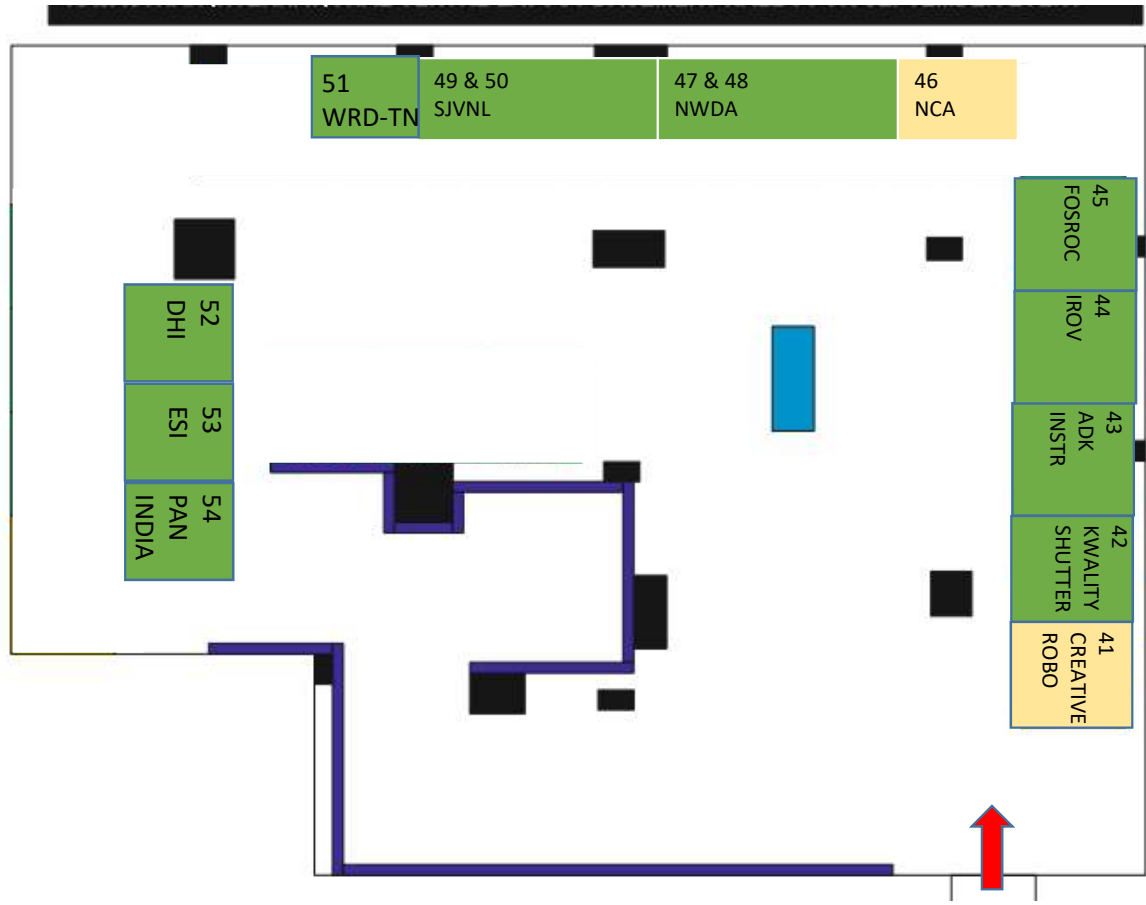 51
WRD-TN
49 & 50
SJVNL
47 & 48
NWDA
46
NCA
45
FOSROC
44
IROV
43
ADK
INSTR
42
KWALITY
SHUTTER
41
CREATIVE
ROBO
52
DHI
53
ESI
54
PAN
INDIA